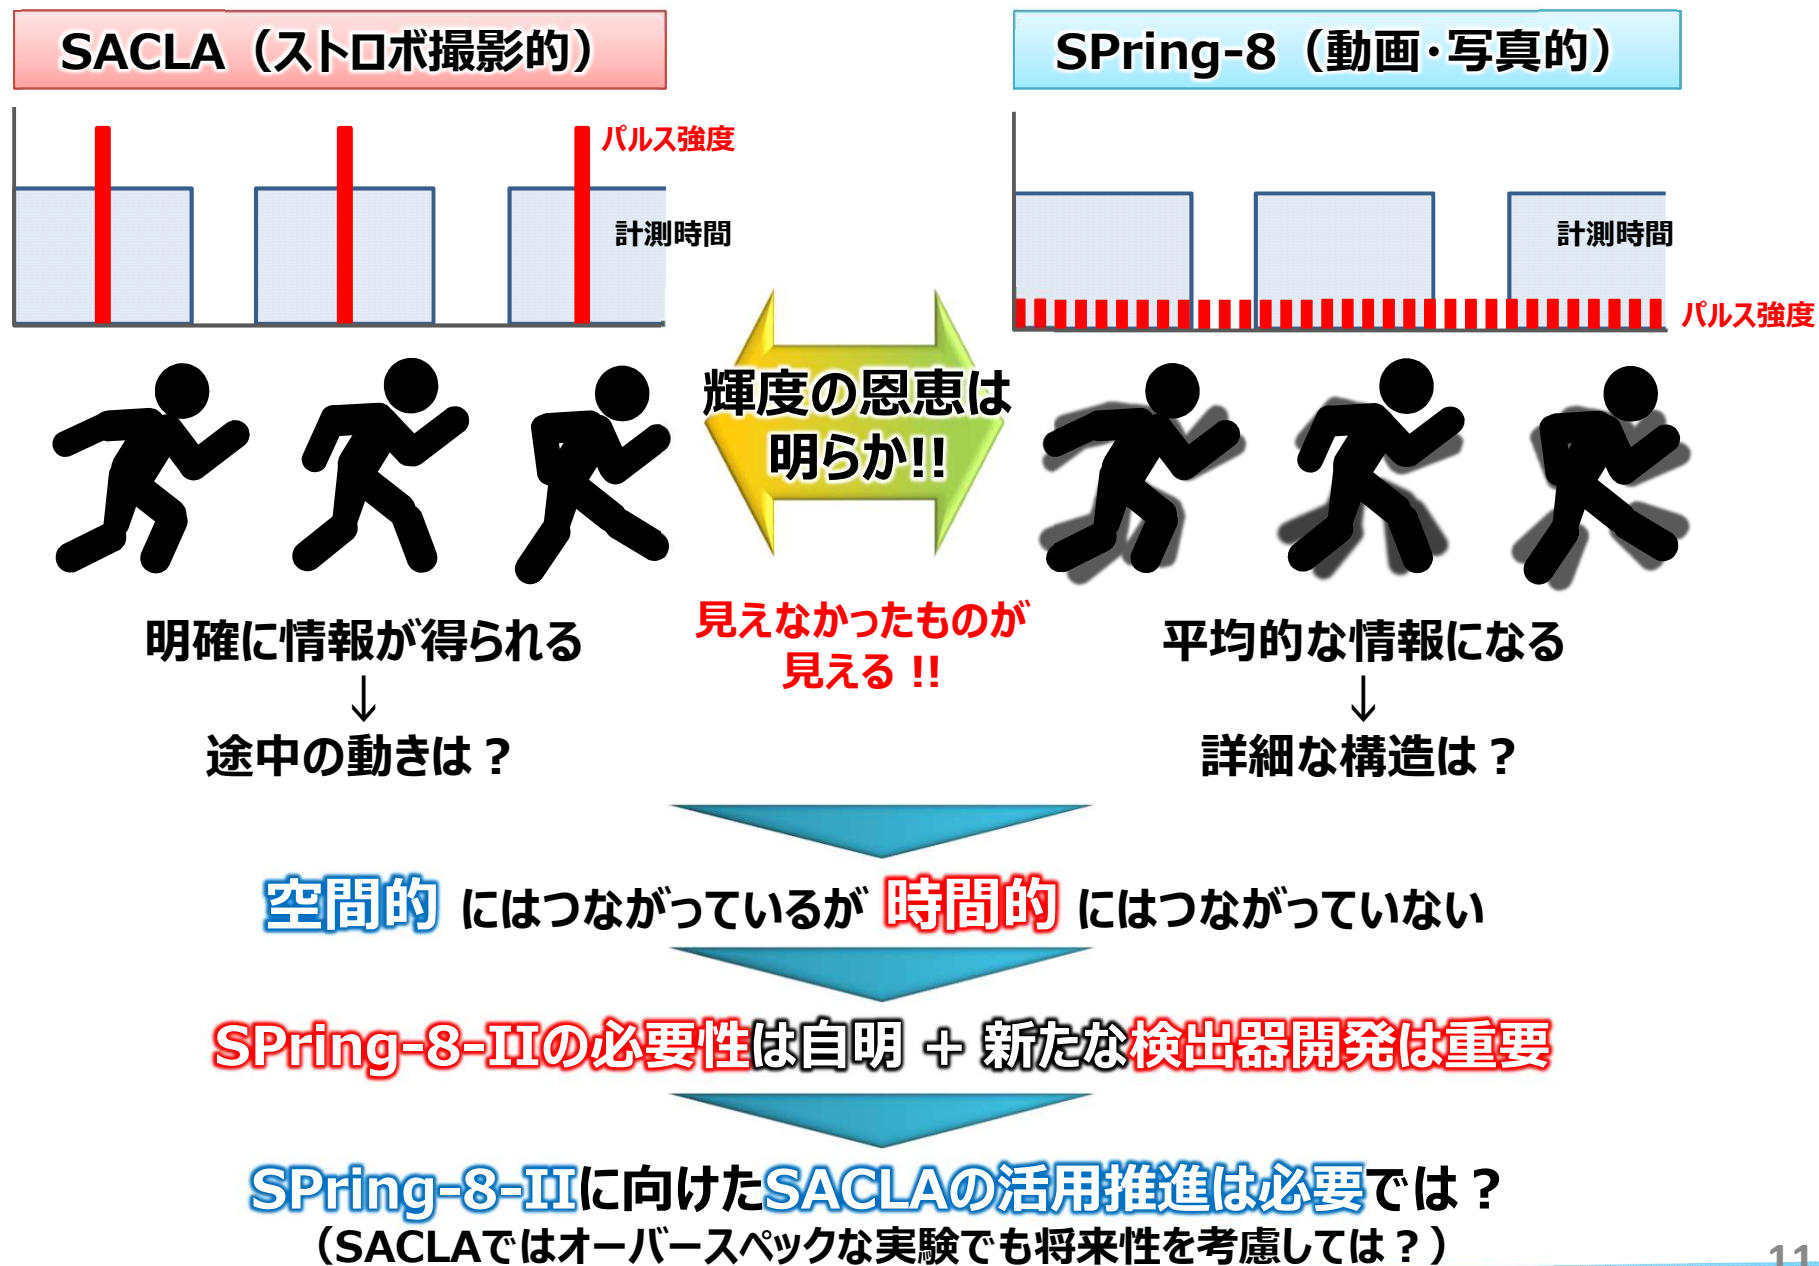 SACLA（ストロボ撮影的）
パルス強度
計測時間
SPring-8（動画・写真的）
計測時間
パルス強度
輝度の恩恵は
明らか!!
見えなかったものが
見える !!
明確に情報が得られる
↓
途中の動きは？
平均的な情報になる
↓
詳細な構造は？
空間的 にはつながっているが 時間的 にはつながっていない
SPring-8-IIの必要性は自明 + 新たな検出器開発は重要
SPring-8-IIに向けたSACLAの活用推進は必要では？
（SACLAではオーバースペックな実験でも将来性を考慮しては？）
11